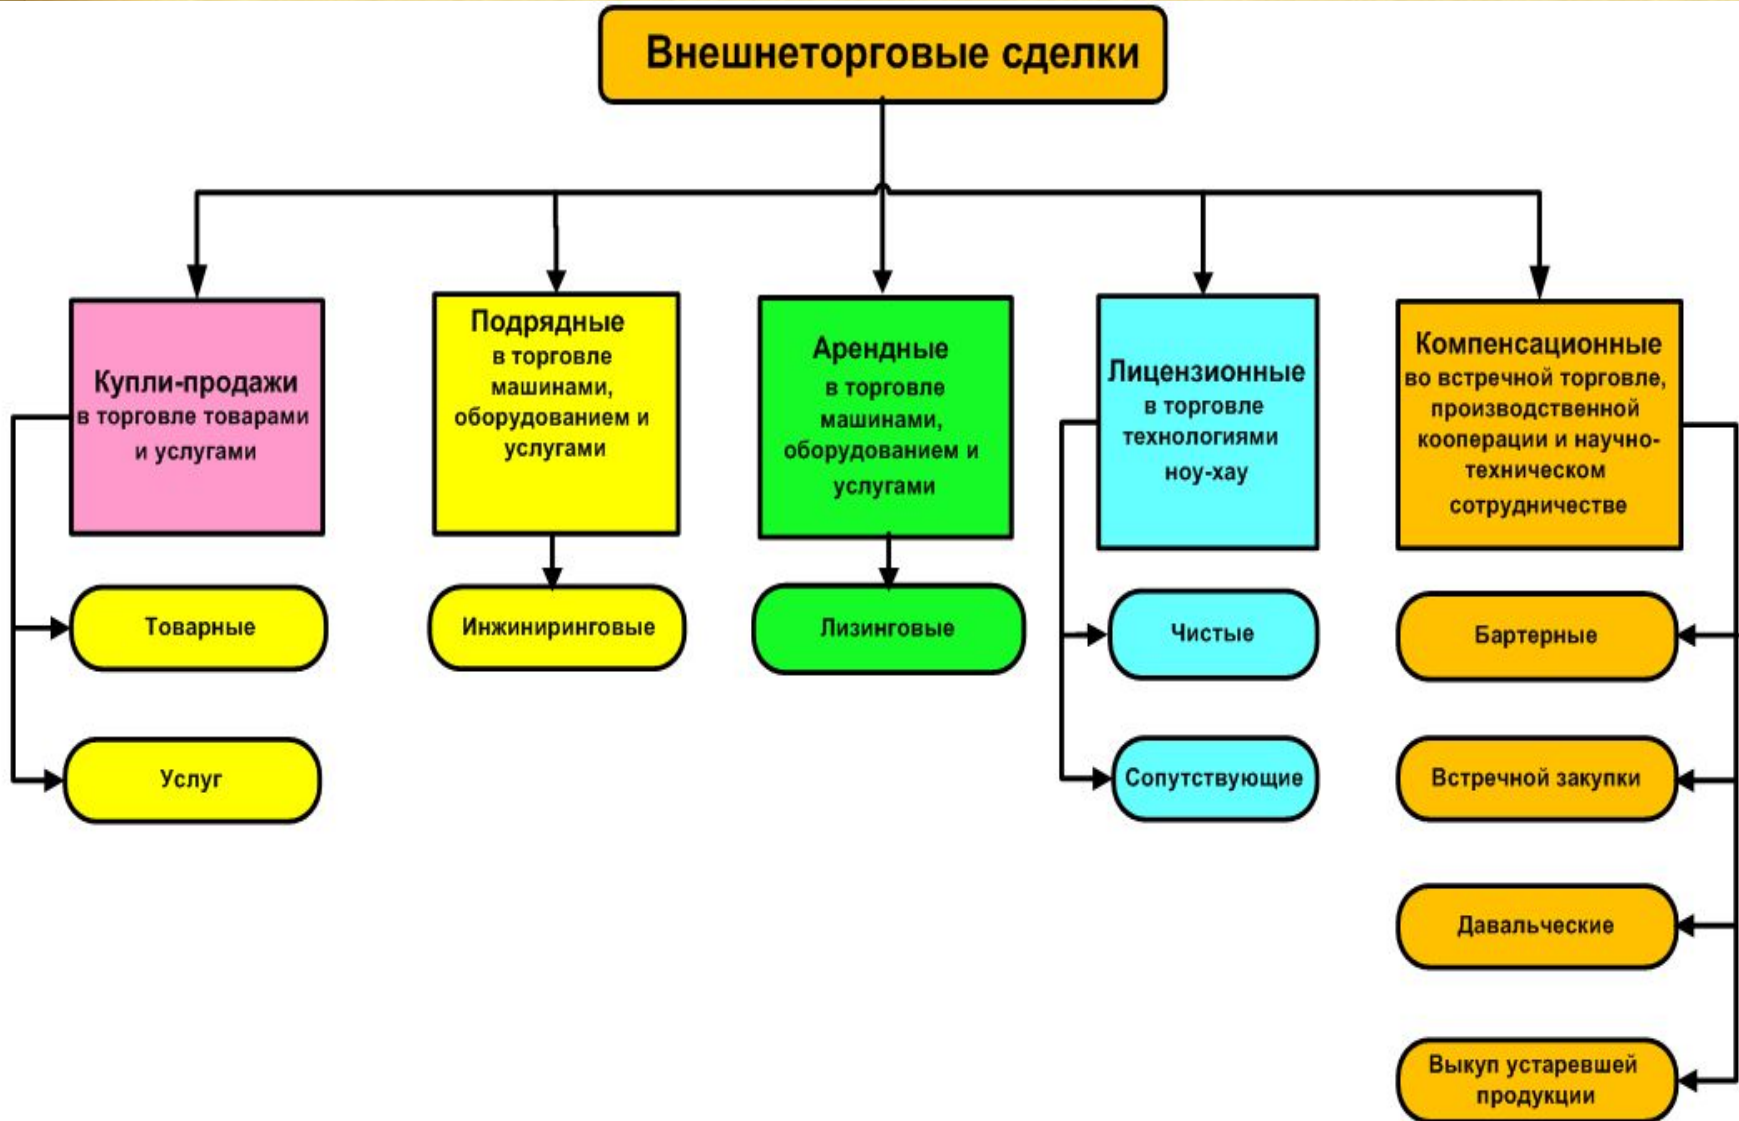 Внешнеторговые сделки
Купли-продажи
в торговле товарами
и услугами
Подрядные
в торговле
машинами,
оборудованием и
услугами
Арендные
в торговле
машинами,
оборудованием и
услугами
Лицензионные
в торговле
технологиями
ноу-хау
Компенсационные
во встречной торговле,
производственной
кооперации и научно-
техническом
сотрудничестве
Товарные
Инжиниринговые
Лизинговые
Чистые
Бартерные
Услуг
Сопутствующие
Встречной закупки
Давальческие
Выкуп устаревшей
продукции